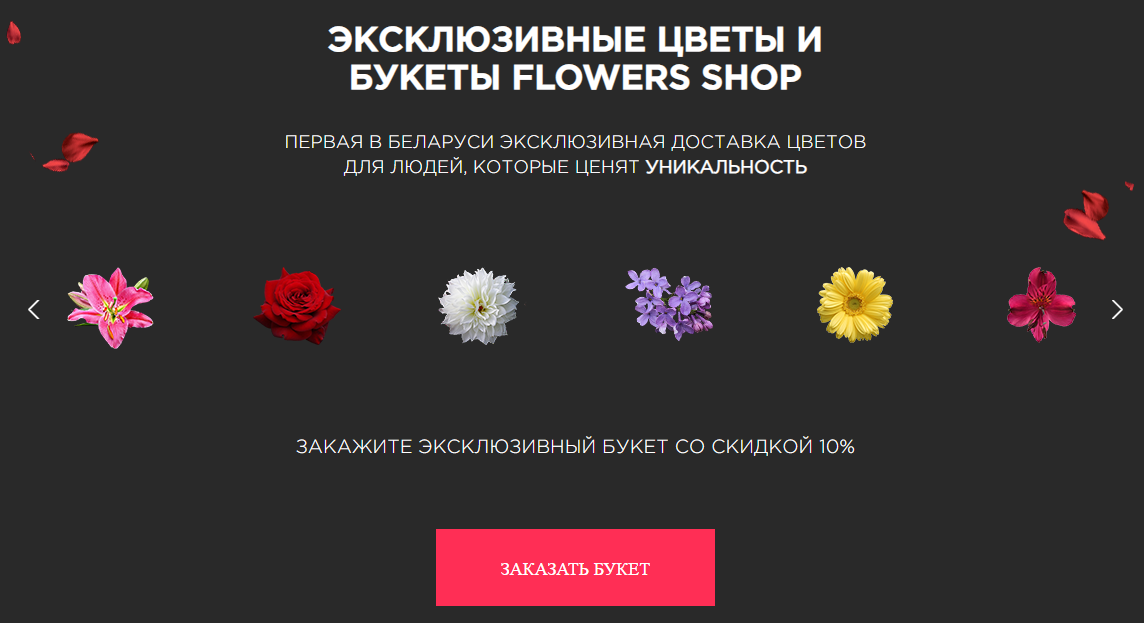 ЭКСКЛЮЗИВНЫЕ ЦВЕТЫ И
БУКЕТЫ FLOWERS SHOP
ПЕРВАЯ В БЕЛАРУСИ ЭКСКЛЮЗИВНАЯ ДОСТАВКА ЦВЕТОВ
ДЛЯ ЛЮДЕЙ, КОТОРЫЕ ЦЕНЯТ УНИКАЛЬНОСТЬ
ЗАКАЖИТЕ ЭКСКЛЮЗИВНЫЙ БУКЕТ СО СКИДКОЙ 10%
ЗАКАЗАТЬ БУКЕТ